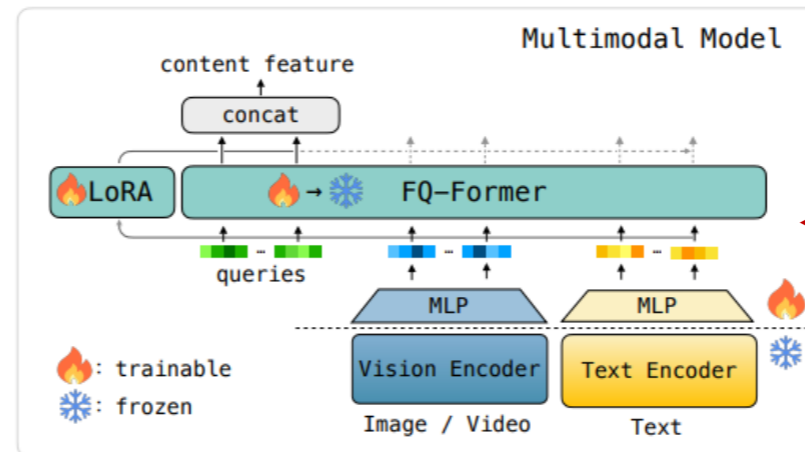 Multimodal Model
content feature
concat
LoRA
→ FQ-Former
... ... ...
queries
MLP MLP
: trainable
Vision Encoder Text Encoder
: frozen
Image / Video Text